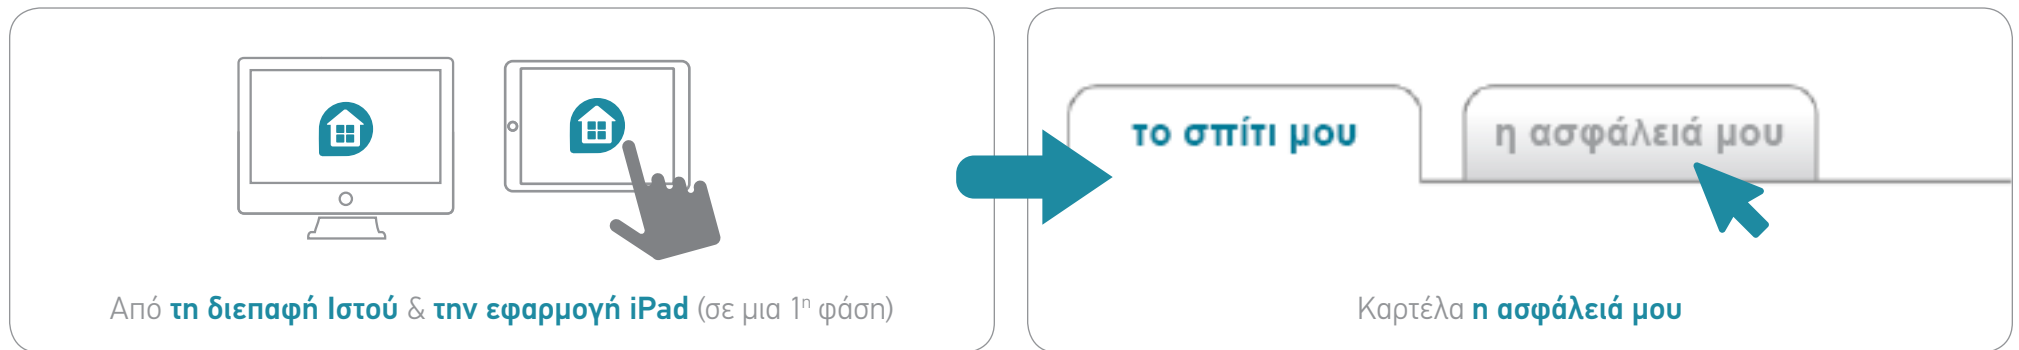 το σπίτι μου
η ασφάλειά μου
Από τη διεπαφή Ιστού & την εφαρμογή iPad (σε μια 1η φάση)
Καρτέλα η ασφάλειά μου